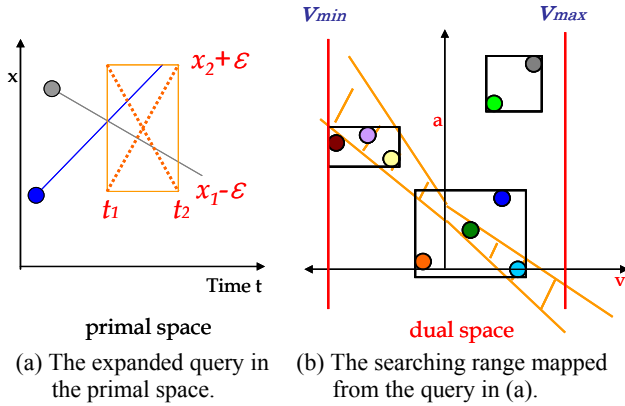 x
x₂+ε
x₁-ε
t₁
t₂
Time t
primal space
(a) The expanded query in
the primal space.
Vmin
Vmax
a
v
dual space
(b) The searching range mapped
from the query in (a).